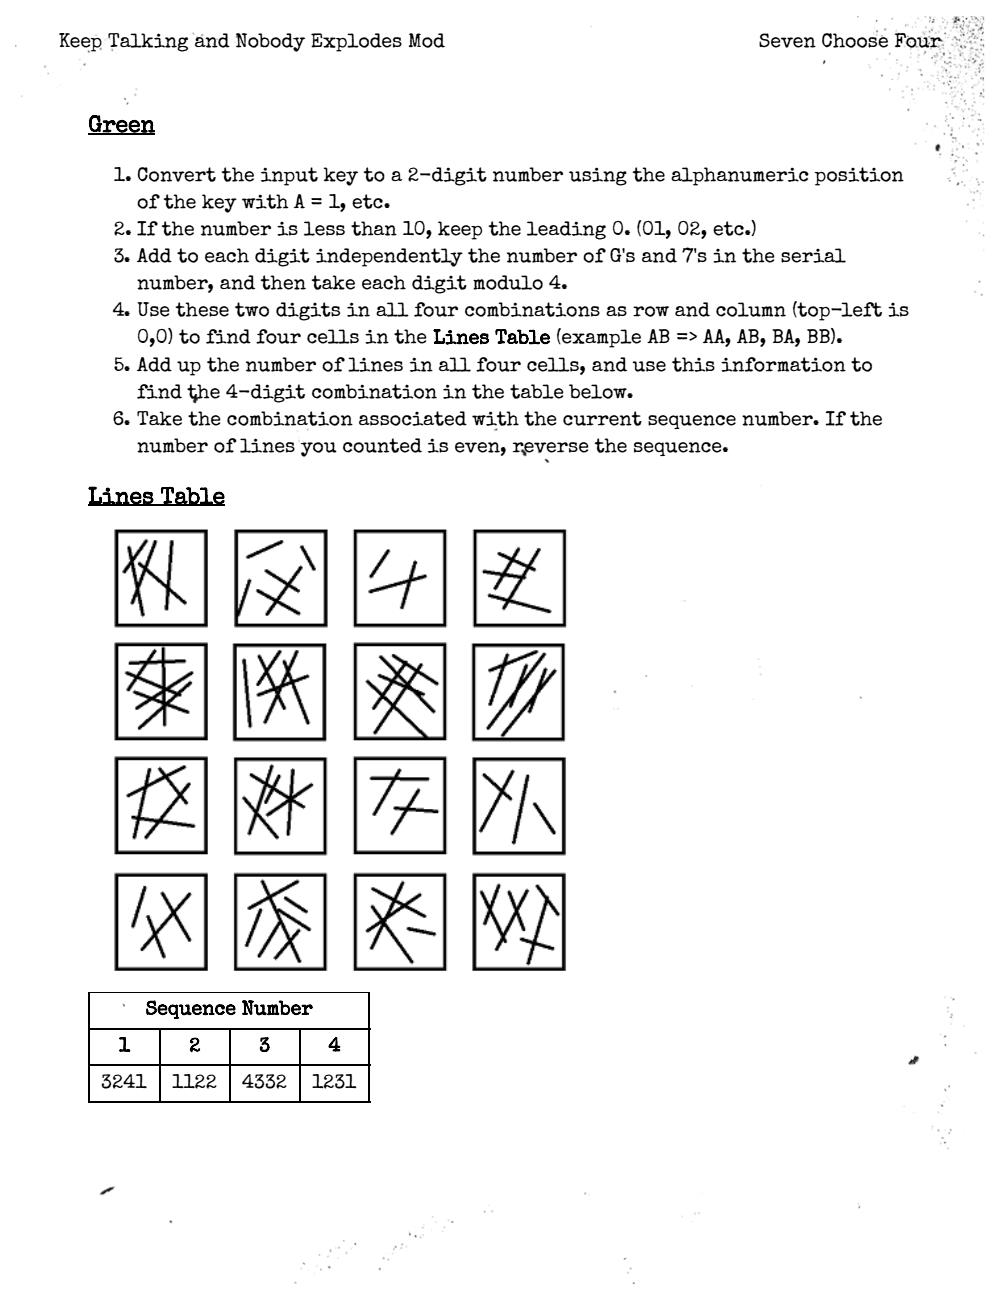 Keep Talking and Nobody Explodes Mod
Seven Choose Four
Green
1. Convert the input key to a 2-digit number using the alphanumeric position
of the key with A = 1, etc.
2. If the number is less than 10, keep the leading 0. (01, 02, etc.)
3. Add to each digit independently the number of G's and 7's in the serial
number, and then take each digit modulo 4.
4. Use these two digits in all four combinations as row and column (top-left is
0,0) to find four cells in the Lines Table (example AB => AA, AB, BA, BB).
5. Add up the number of lines in all four cells, and use this information to
find the 4-digit combination in the table below.
6. Take the combination associated with the current sequence number. If the
number of lines you counted is even, reverse the sequence.
Lines Table
Sequence Number
1 2 3 4
3241 1122 4332 1231